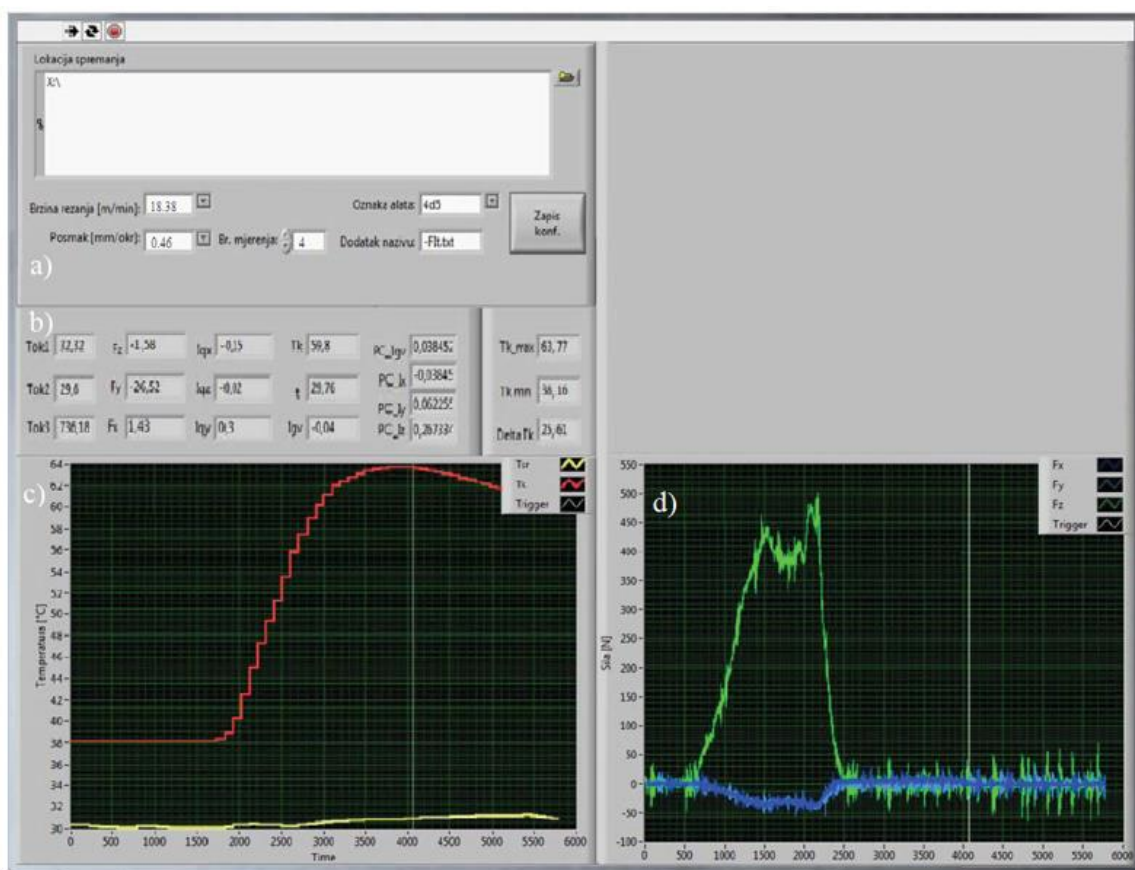 Lokacija spremanja
X:\
%
Brzina rezanja [m/min]: 18.38
Oznaka alata: 4d5
Zapis konf.
Posmak [mm/okr]: 0.46
Br. mjerenja: 4
Dodatak nazivu: -Flt.txt
a)
b)
Tok1 32,32 Fz -1,58 Iqx -0,15 Tk 59,8 PC_Igv 0,038452 Tk_max 63,77
Tok2 29,6 Fy -26,52 -0,02 29,76 PC_Ix -0,03845 Tk min 38,16
PC_Iy 0,062255
Tok3 736,18 Fx 1,43 Iqy 0,3 Igv -0,04 PC_Iz Delta Tk 25,61
c)
Trigger
Temperatura [°C]
64
62
60
58
56
54
52
50
48
46
44
42
40
38
36
34
32
30
0 500 1000 1500 2000 2500 3000 3500 4000 4500 5000 5500 6000
Time
d)
Fx
Fy
Fz
Trigger
Sila [N]
550
500
450
400
350
300
250
200
150
100
50
0
-50
-100
0 500 1000 1500 2000 2500 3000 3500 4000 4500 5000 5500 6000